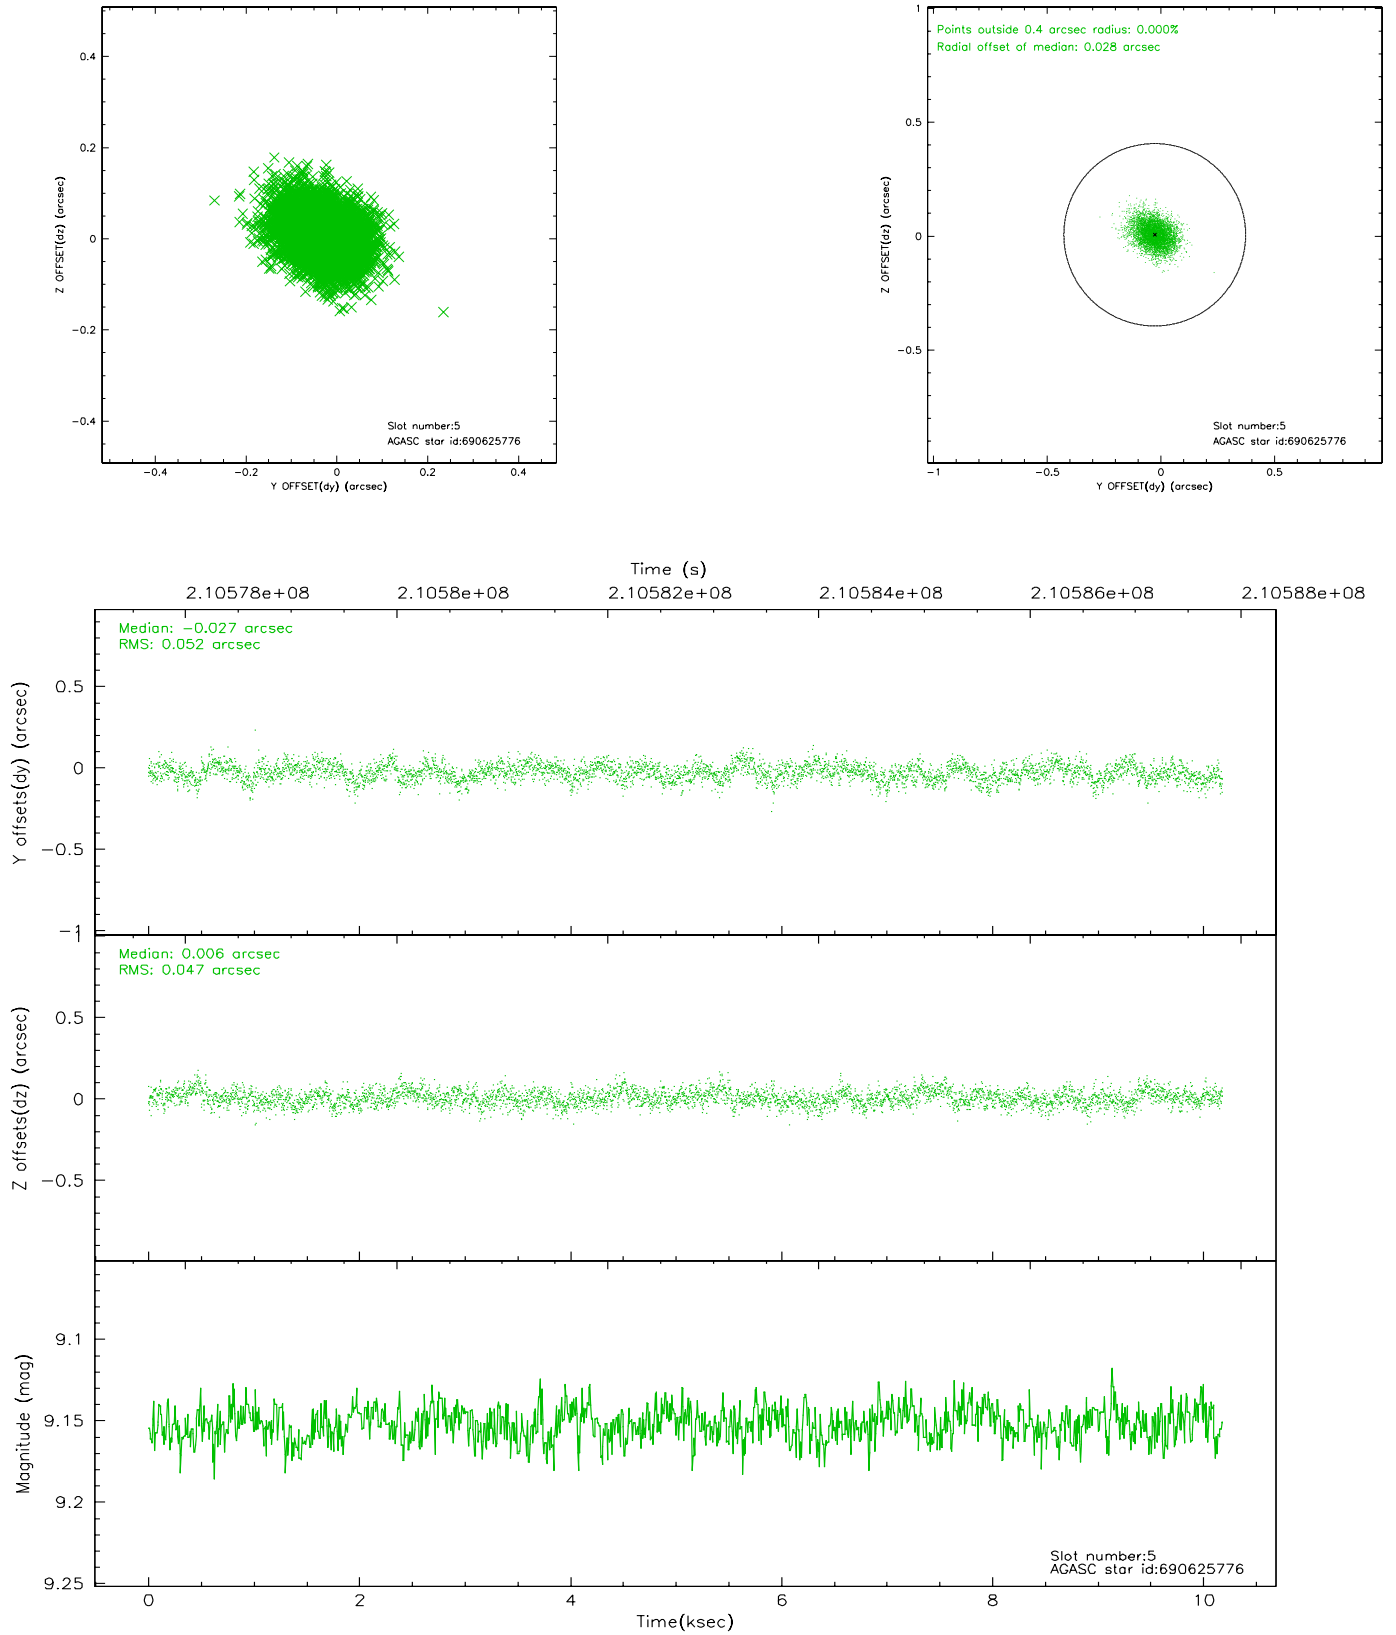 0.4
0.2
0
−0.2
−0.4
Z OFFSET(dz) (arcsec)
Slot number:5
AGASC star id:690625776
−0.4 −0.2 0 0.2 0.4
Y OFFSET(dy) (arcsec)
Points outside 0.4 arcsec radius: 0.000%
Radial offset of median: 0.028 arcsec
1
0.5
0
−0.5
Z OFFSET(dz) (arcsec)
Slot number:5
AGASC star id:690625776
−1 −0.5 0 0.5
Y OFFSET(dy) (arcsec)
Time (s)
2.10578e+08 2.1058e+08 2.10582e+08 2.10584e+08 2.10586e+08 2.10588e+08
Median: −0.027 arcsec
RMS: 0.052 arcsec
0.5
0
−0.5
−1
Y offsets(dy) (arcsec)
Median: 0.006 arcsec
RMS: 0.047 arcsec
1
0.5
0
−0.5
Z offsets(dz) (arcsec)
9.1
9.15
9.2
9.25
Magnitude (mag)
Slot number:5
AGASC star id:690625776
0 2 4 6 8 10
Time(ksec)